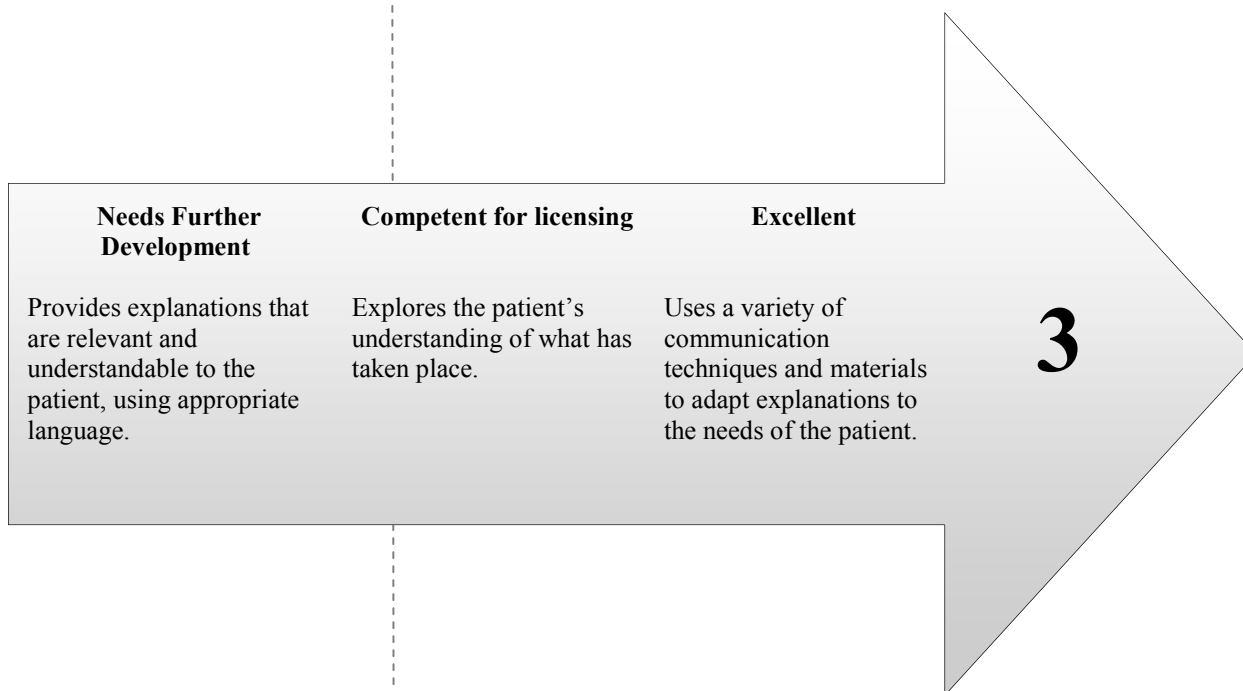 Needs Further
Development
Provides explanations that
are relevant and
understandable to the
patient, using appropriate
language.
Competent for licensing
Explores the patient’s
understanding of what has
taken place.
Excellent
Uses a variety of
communication
techniques and materials
to adapt explanations to
the needs of the patient.
3